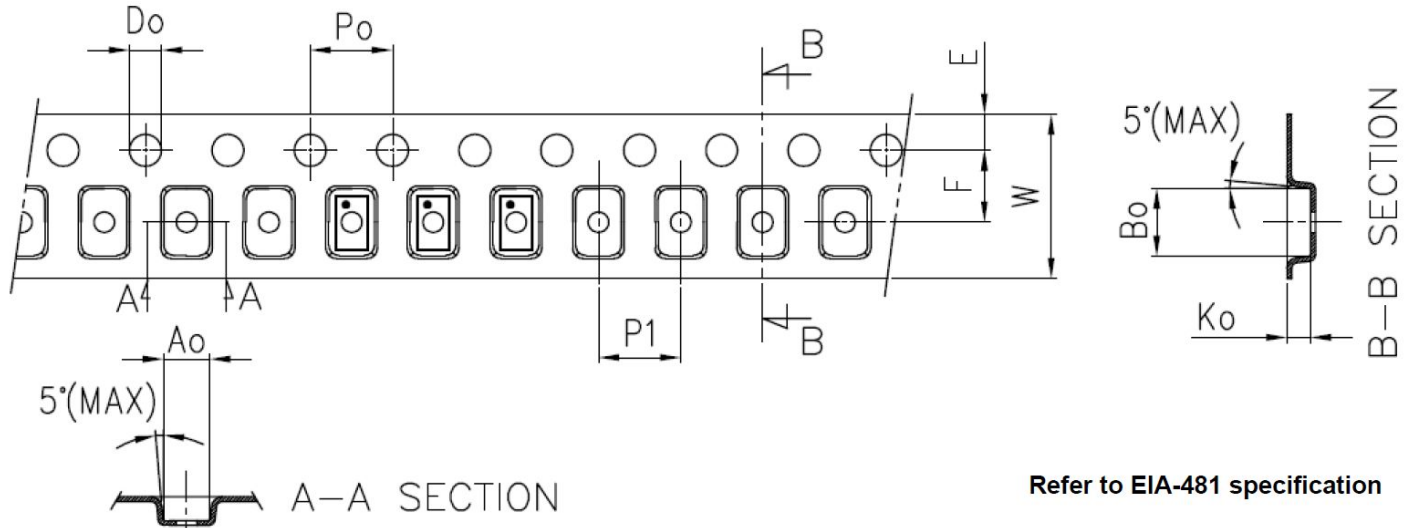 Do
Po
B
E
5°(MAX)
F
W
Bo
B-B SECTION
A
A
P1
B
Ko
Ao
5°(MAX)
A-A SECTION
Refer to EIA-481 specification